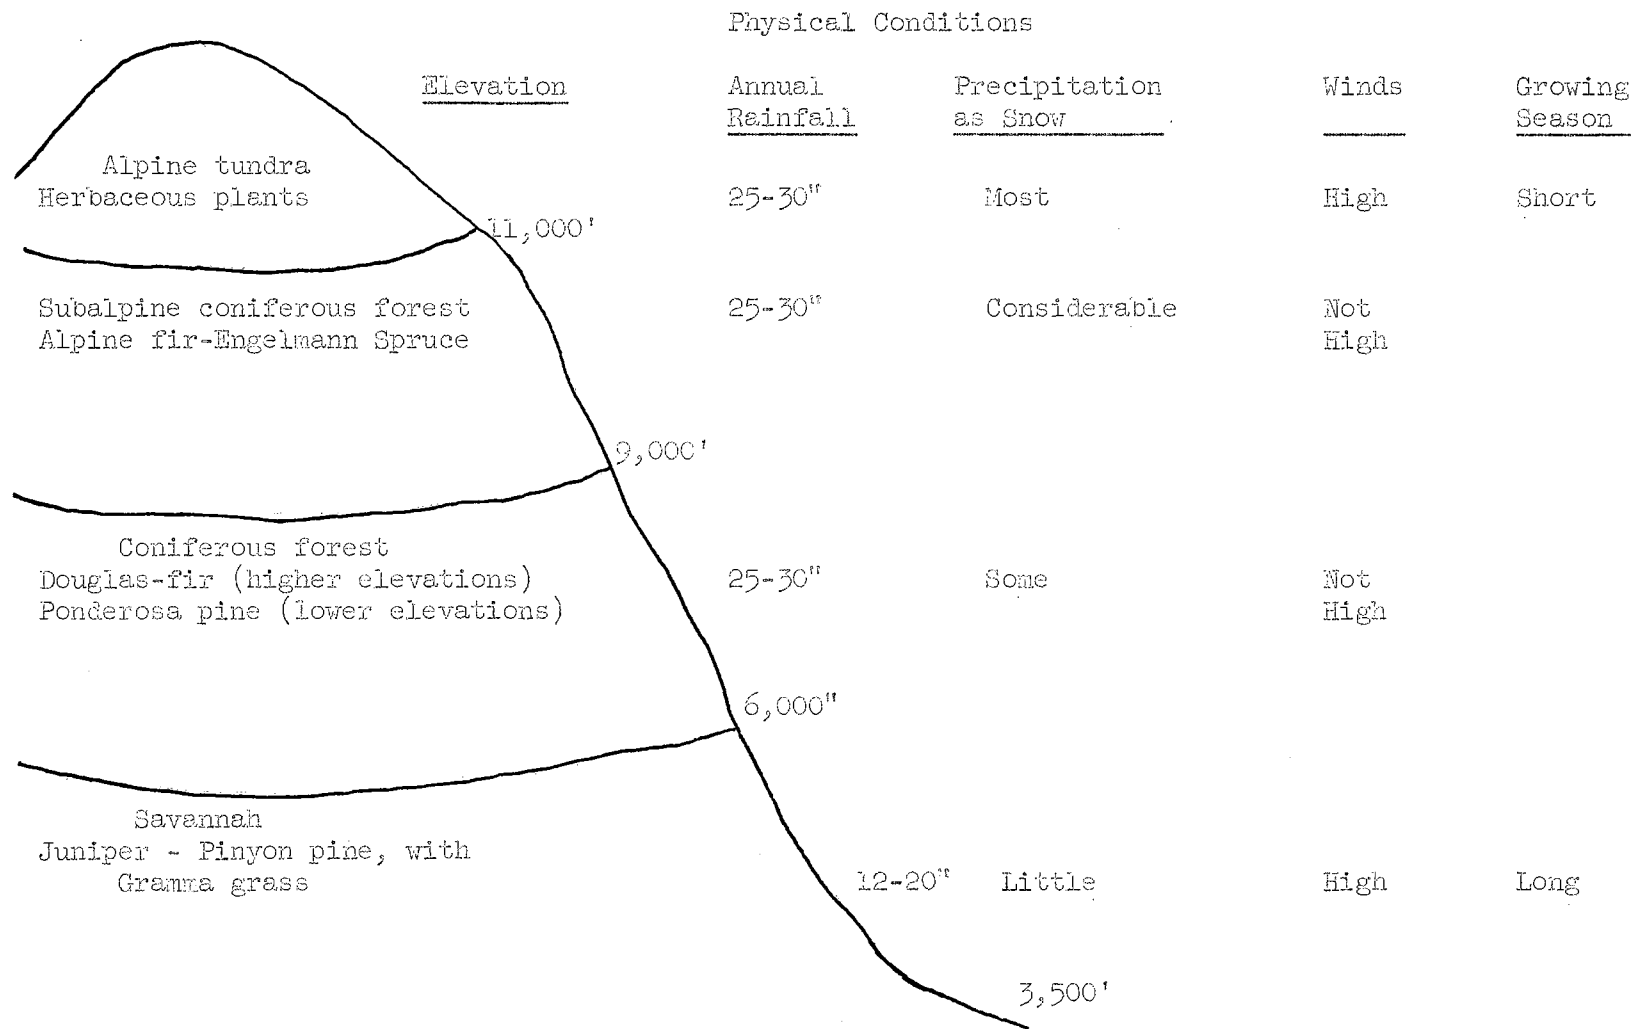 Physical Conditions
Elevation Annual Precipitation Winds Growing
Rainfall as Snow Season
Alpine tundra
Herbaceous plants 25-30" Most High Short
11,000'
Subalpine coniferous forest 25-30" Considerable Not
Alpine fir-Engelmann Spruce High
9,000'
Coniferous forest
Douglas-fir (higher elevations) 25-30" Some Not
Ponderosa pine (lower elevations) High
6,000"
Savannah
Juniper - Pinyon pine, with
Gramma grass 12-20" Little High Long
3,500'